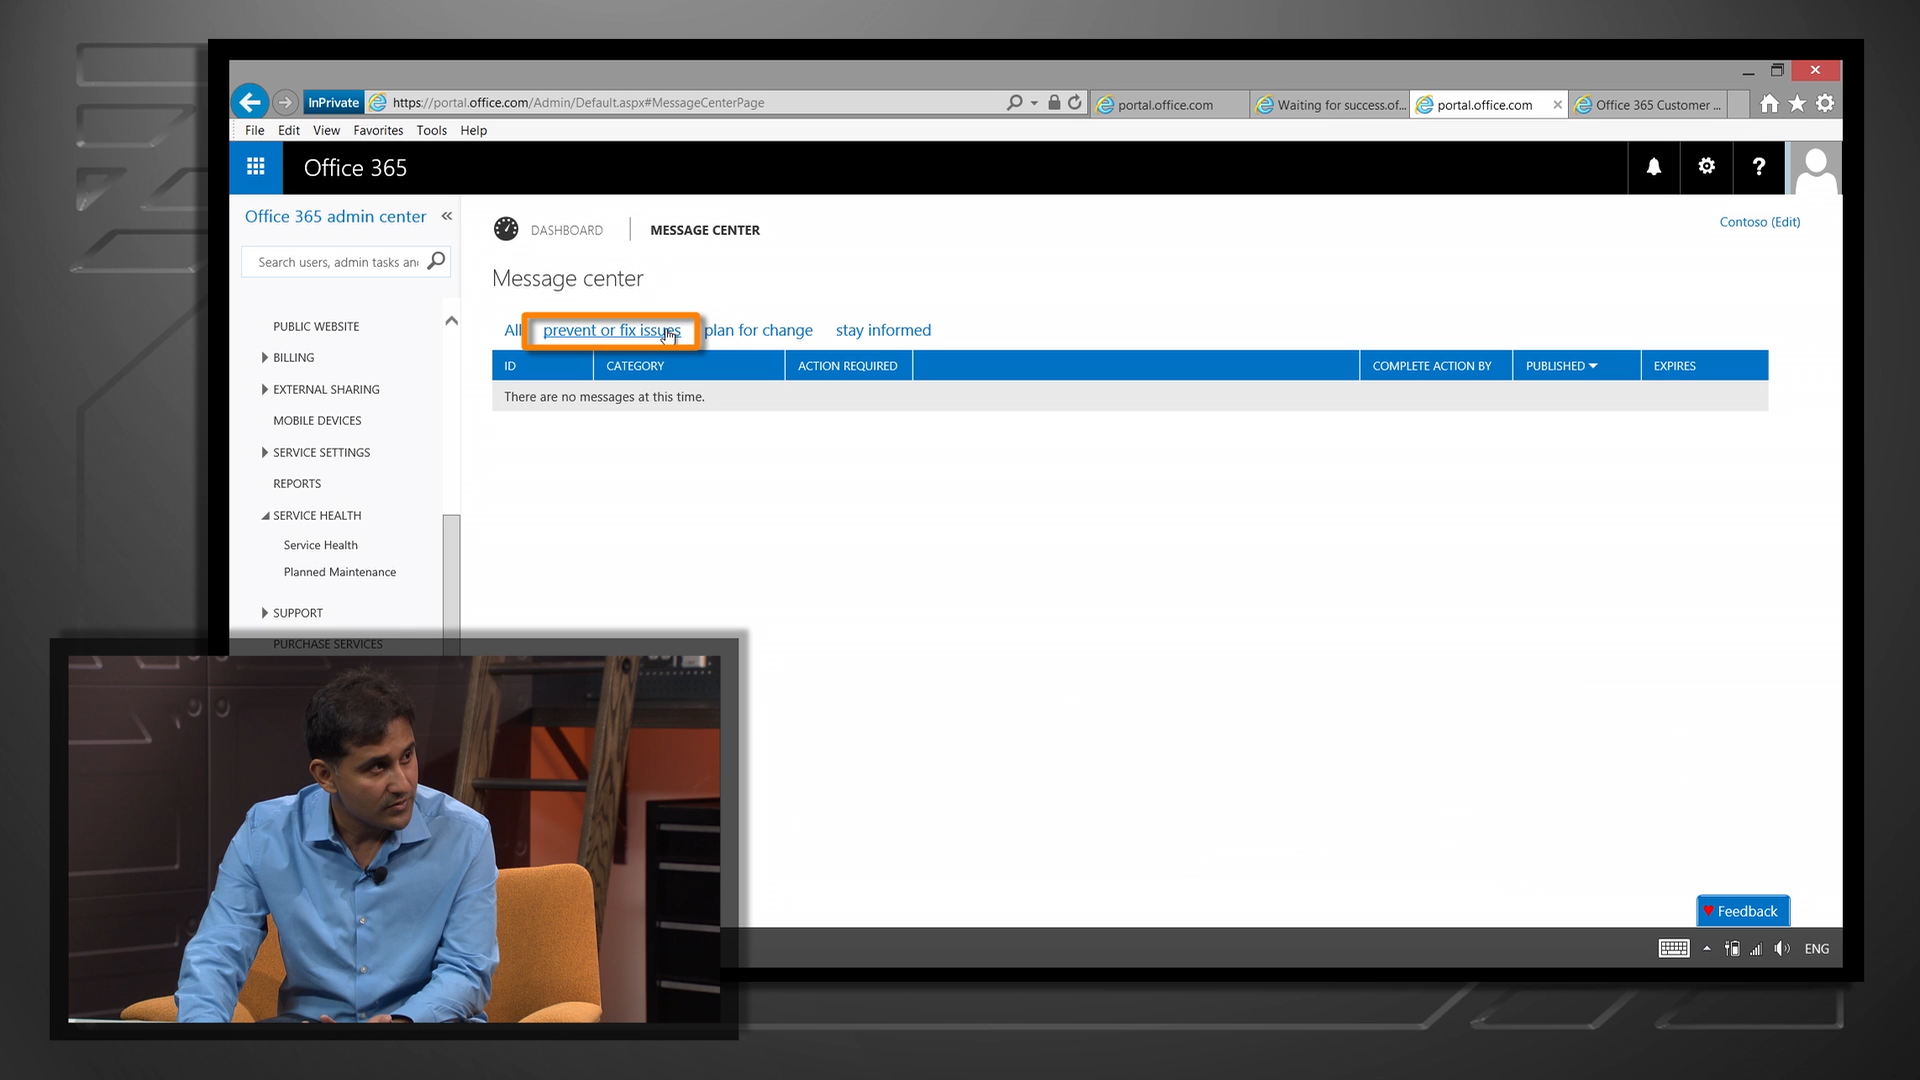 InPrivate https://portal.office.com/Admin/Default.aspx#MessageCenterPage portal.office.com Waiting for success.of... portal.office.com Office 365 Customer ...
File Edit View Favorites Tools Help
Office 365 ?
Office 365 admin center «
Search users, admin tasks an
PUBLIC WEBSITE
BILLING
EXTERNAL SHARING
MOBILE DEVICES
SERVICE SETTINGS
REPORTS
SERVICE HEALTH
Service Health
Planned Maintenance
SUPPORT
PURCHASE SERVICES
DASHBOARD MESSAGE CENTER
Contoso (Edit)
Message center
All prevent or fix issues plan for change stay informed
ID CATEGORY ACTION REQUIRED COMPLETE ACTION BY PUBLISHED EXPIRES
There are no messages at this time.
Feedback
ENG